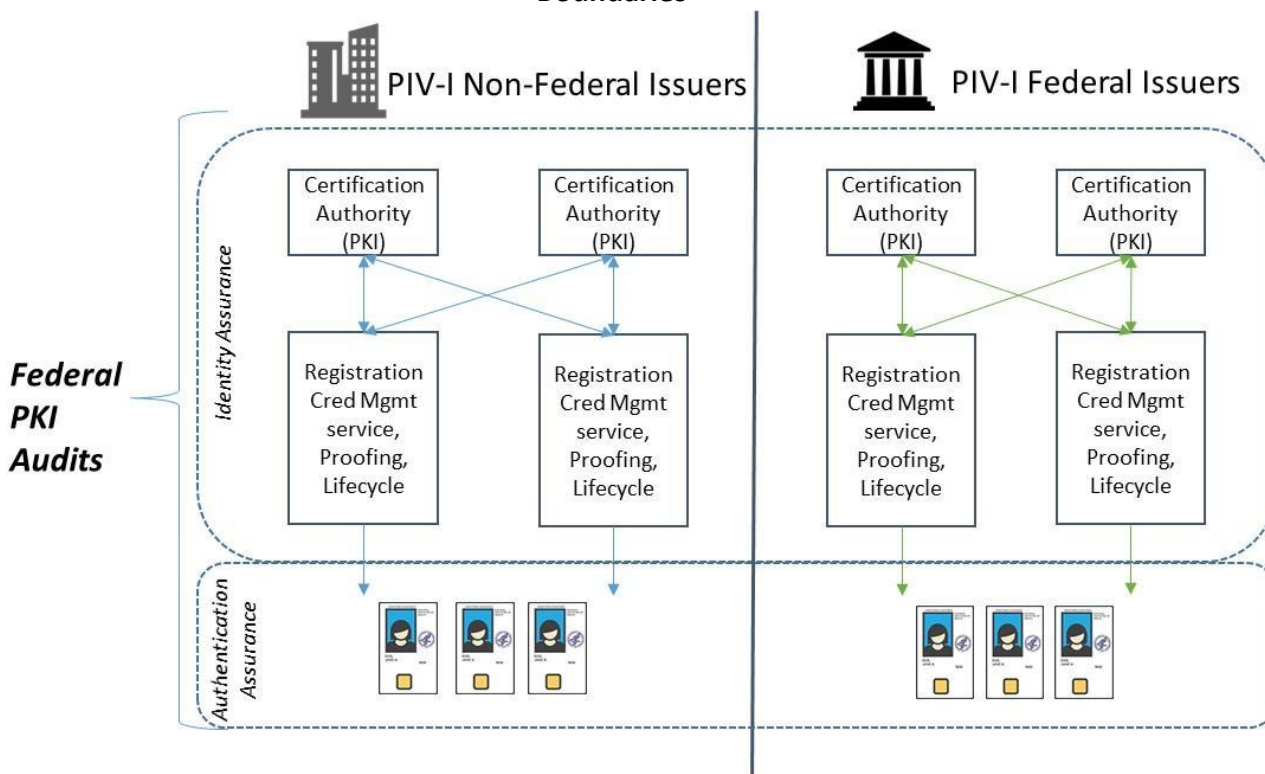 Boundaries
PIV-I Non-Federal Issuers
PIV-I Federal Issuers
Federal
PKI
Audits
Identity Assurance
Certification
Authority
(PKI)
Certification
Authority
(PKI)
Certification
Authority
(PKI)
Certification
Authority
(PKI)
Registration
Cred Mgmt
service,
Proofing,
Lifecycle
Registration
Cred Mgmt
service,
Proofing,
Lifecycle
Registration
Cred Mgmt
service,
Proofing,
Lifecycle
Registration
Cred Mgmt
service,
Proofing,
Lifecycle
Authentication
Assurance